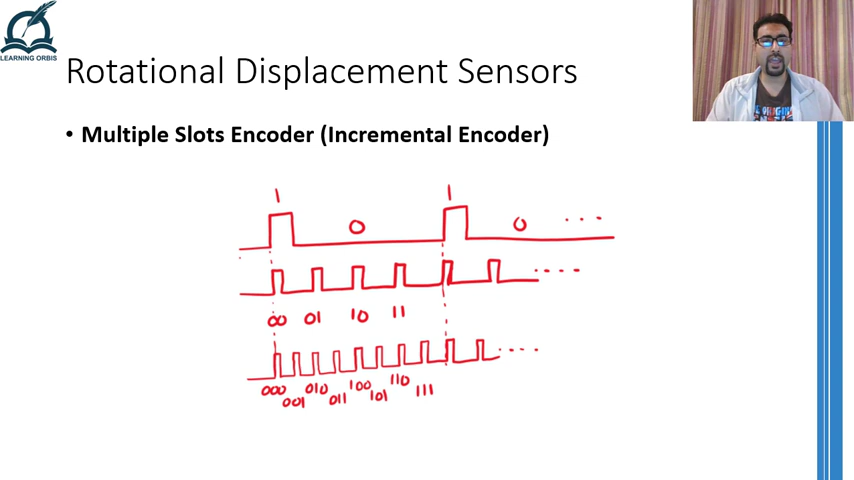 LEARNING ORBIS
Rotational Displacement Sensors
• Multiple Slots Encoder (Incremental Encoder)
1 1
0 0 ...
....
00 01 10 11
....
000 001 010 011 100 101 110 111